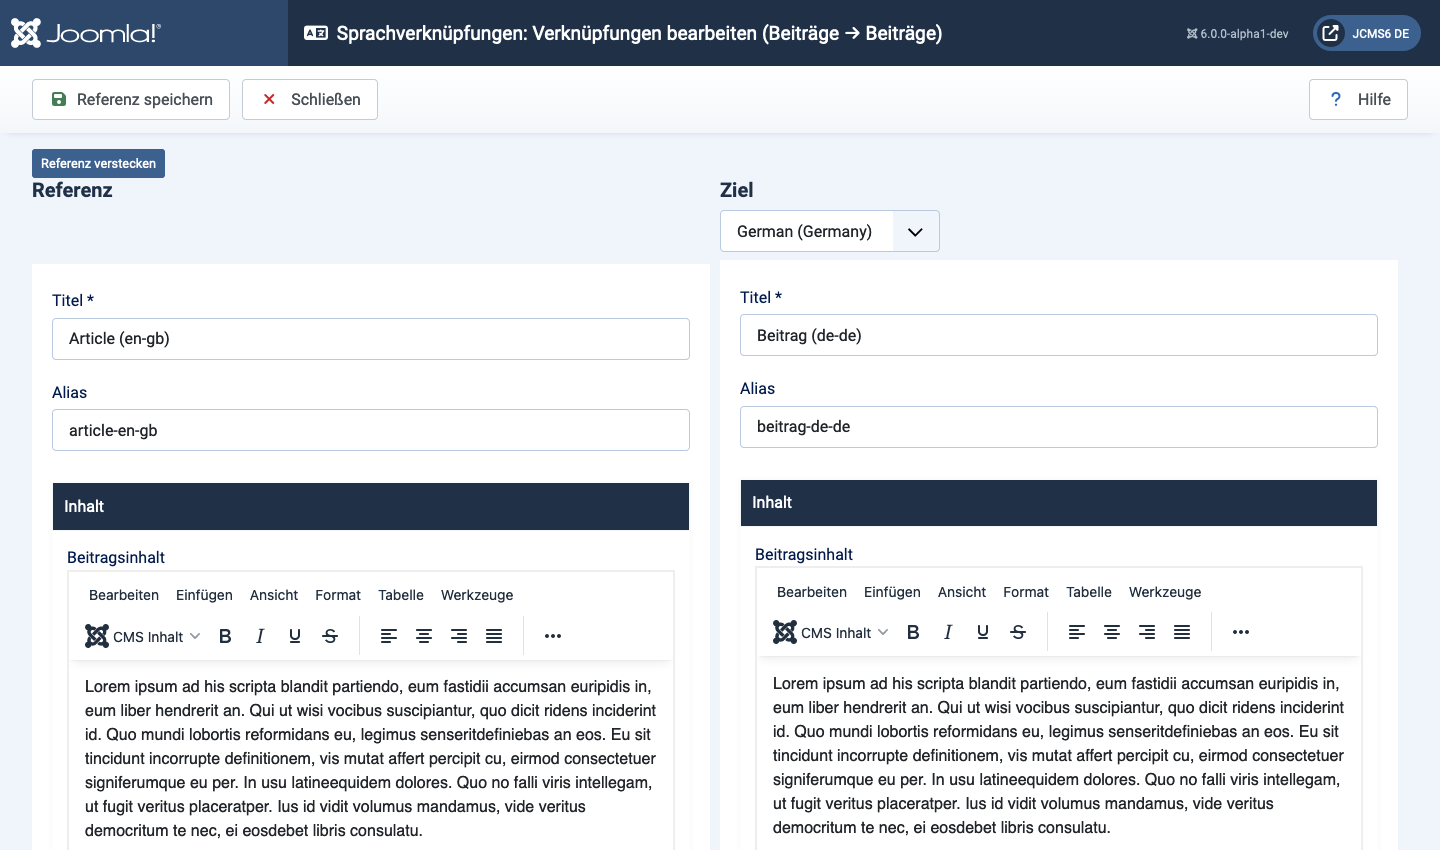 Joomla!®
Sprachverknüpfungen: Verknüpfungen bearbeiten (Beiträge → Beiträge)
6.0.0-alpha1-dev
JCMS6 DE
Referenz speichern
Schließen
? Hilfe
Referenz verstecken
Referenz
Ziel
German (Germany)
Titel *
Article (en-gb)
Alias
article-en-gb
Inhalt
Beitragsinhalt
Bearbeiten Einfügen Ansicht Format Tabelle Werkzeuge
CMS Inhalt B I U S
Lorem ipsum ad his scripta blandit partiendo, eum fastidii accumsan euripidis in,
eum liber hendrerit an. Qui ut wisi vocibus suscipiantur, quo dicit ridens inciderint
id. Quo mundi lobortis reformidans eu, legimus senseritdefiniebas an eos. Eu sit
tincidunt incorrupte definitionem, vis mutat affert percipit cu, eirmod consectetuer
signiferumque eu per. In usu latineequidem dolores. Quo no falli viris intellegam,
ut fugit veritus placeratper. Ius id vidit volumus mandamus, vide veritus
democritum te nec, ei eosdebet libris consulatu.
Titel *
Beitrag (de-de)
Alias
beitrag-de-de
Inhalt
Beitragsinhalt
Bearbeiten Einfügen Ansicht Format Tabelle Werkzeuge
CMS Inhalt B I U S
Lorem ipsum ad his scripta blandit partiendo, eum fastidii accumsan euripidis in,
eum liber hendrerit an. Qui ut wisi vocibus suscipiantur, quo dicit ridens inciderint
id. Quo mundi lobortis reformidans eu, legimus senseritdefiniebas an eos. Eu sit
tincidunt incorrupte definitionem, vis mutat affert percipit cu, eirmod consectetuer
signiferumque eu per. In usu latineequidem dolores. Quo no falli viris intellegam,
ut fugit veritus placeratper. Ius id vidit volumus mandamus, vide veritus
democritum te nec, ei eosdebet libris consulatu.